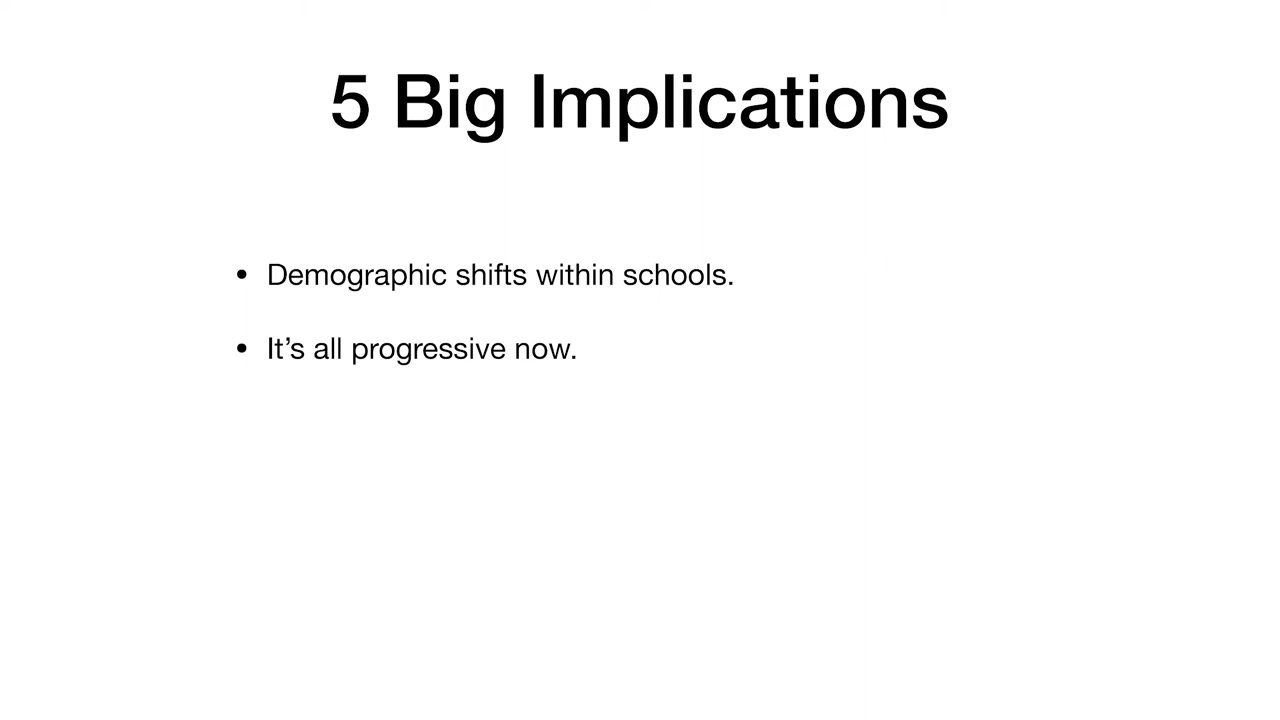 5 Big Implications
• Demographic shifts within schools.
• It’s all progressive now.